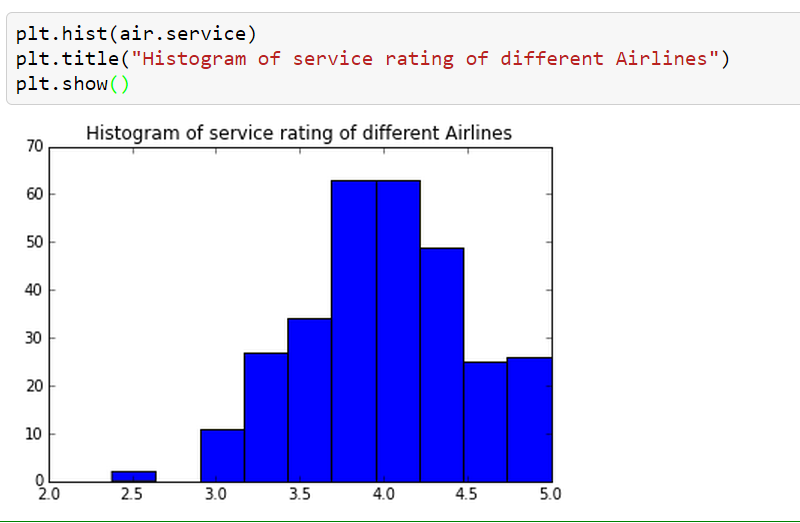 plt.hist(air.service)
plt.title("Histogram of service rating of different Airlines")
plt.show()
Histogram of service rating of different Airlines
70
60
50
40
30
20
10
0
2.0 2.5 3.0 3.5 4.0 4.5 5.0